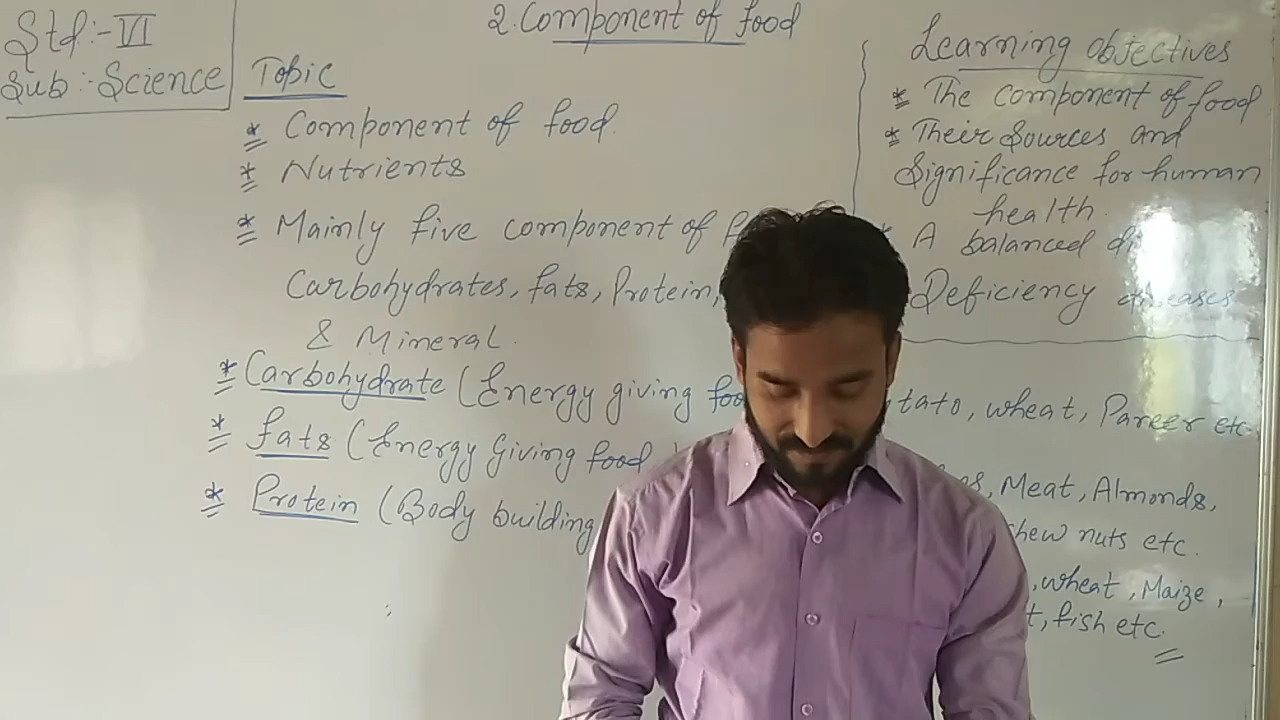 Std:- VI
Sub:- Science
2. Component of food
Topic
* Component of food
* Nutrients
* Mainly five component of
Carbohydrates, fats, Protein,
& Mineral.
* Carbohydrate (Energy giving
tato, wheat, Paneer etc
* fats (Energy Giving food
Meat, Almonds,
hew nuts etc.
* Protein (Body building
, wheat, Maize,
t, fish etc.
Learning objectives
* The component of food
* Their Sources and
Significance for human
health.
A balanced
Deficiency diseases